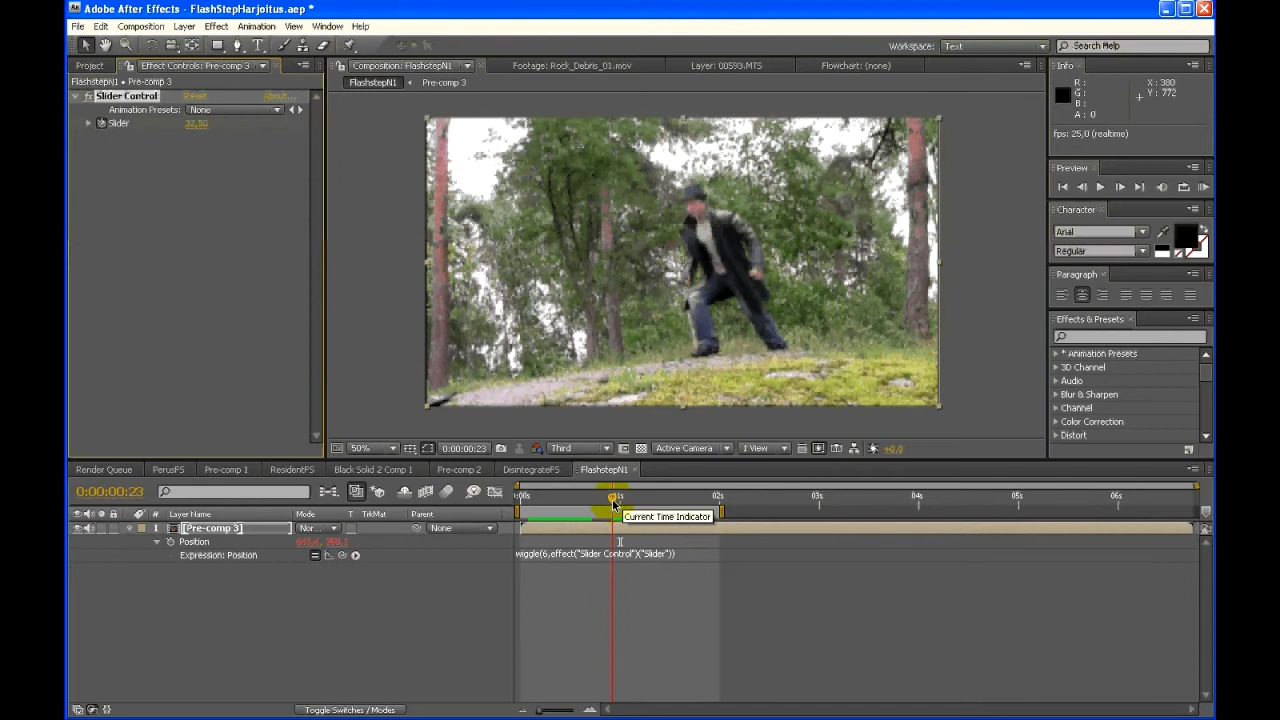 Adobe After Effects - FlashStepHarjoitus.aep *
File Edit Composition Layer Effect Animation View Window Help
Workspace: Text Search Help
Project Effect Controls: Pre-comp 3 Composition: FlashstepN1 Footage: Rock_Debris_01.mov Layer: 00593.MTS Flowchart: (none) Info
FlashstepN1 • Pre-comp 3 FlashstepN1 Pre-comp 3
R : X : 380
G : Y : 772
B :
A : 0
fps: 25,0 (realtime)
fx Slider Control Reset About...
Animation Presets: None
Slider 32,50
Preview
Character
Arial
Regular
Paragraph
Effects & Presets
* Animation Presets
3D Channel
Audio
Blur & Sharpen
Channel
Color Correction
Distort
50% 0:00:00:23 Third Active Camera 1 View +0,0
Render Queue PerusFS Pre-comp 1 ResidentFS Black Solid 2 Comp 1 Pre-comp 2 DisintegrateFS FlashstepN1
0:00:00:23
:00s 1s 02s 03s 04s 05s 06s
# Layer Name Mode T TrkMat Parent
Current Time Indicator
1 [Pre-comp 3] Nor... None
Position
Expression: Position wiggle(6,effect("Slider Control")("Slider"))
Toggle Switches / Modes